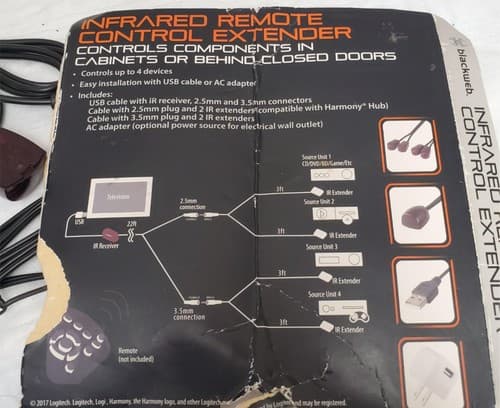 INFRARED REMOTE
CONTROL EXTENDER
CONTROLS COMPONENTS IN
CABINETS OR BEHIND CLOSED DOORS
• Controls up to 4 devices
• Easy installation with USB cable or AC adapter
• Includes:
USB cable with iR receiver, 2.5mm and 3.5mm connectors
Cable with 2.5mm plug and 2 IR extenders (compatible with Harmony® Hub)
Cable with 3.5mm plug and 2 IR extenders
AC adapter (optional power source for electrical wall outlet)
Television
USB
IR Receiver
22ft
2.5mm
connection
3.5mm
connection
Source Unit 1
CD/DVD/BD/Game/Etc
3ft
IR Extender
Source Unit 2
3ft
IR Extender
Source Unit 3
3ft
IR Extender
Source Unit 4
3ft
IR Extender
Remote
(not included)
© 2017 Logitech. Logitech, Logi, Harmony, the Harmony logo, and other Logitech
and may be registered.
blackweb
INFRARED RE
CONTROL EXTENDER